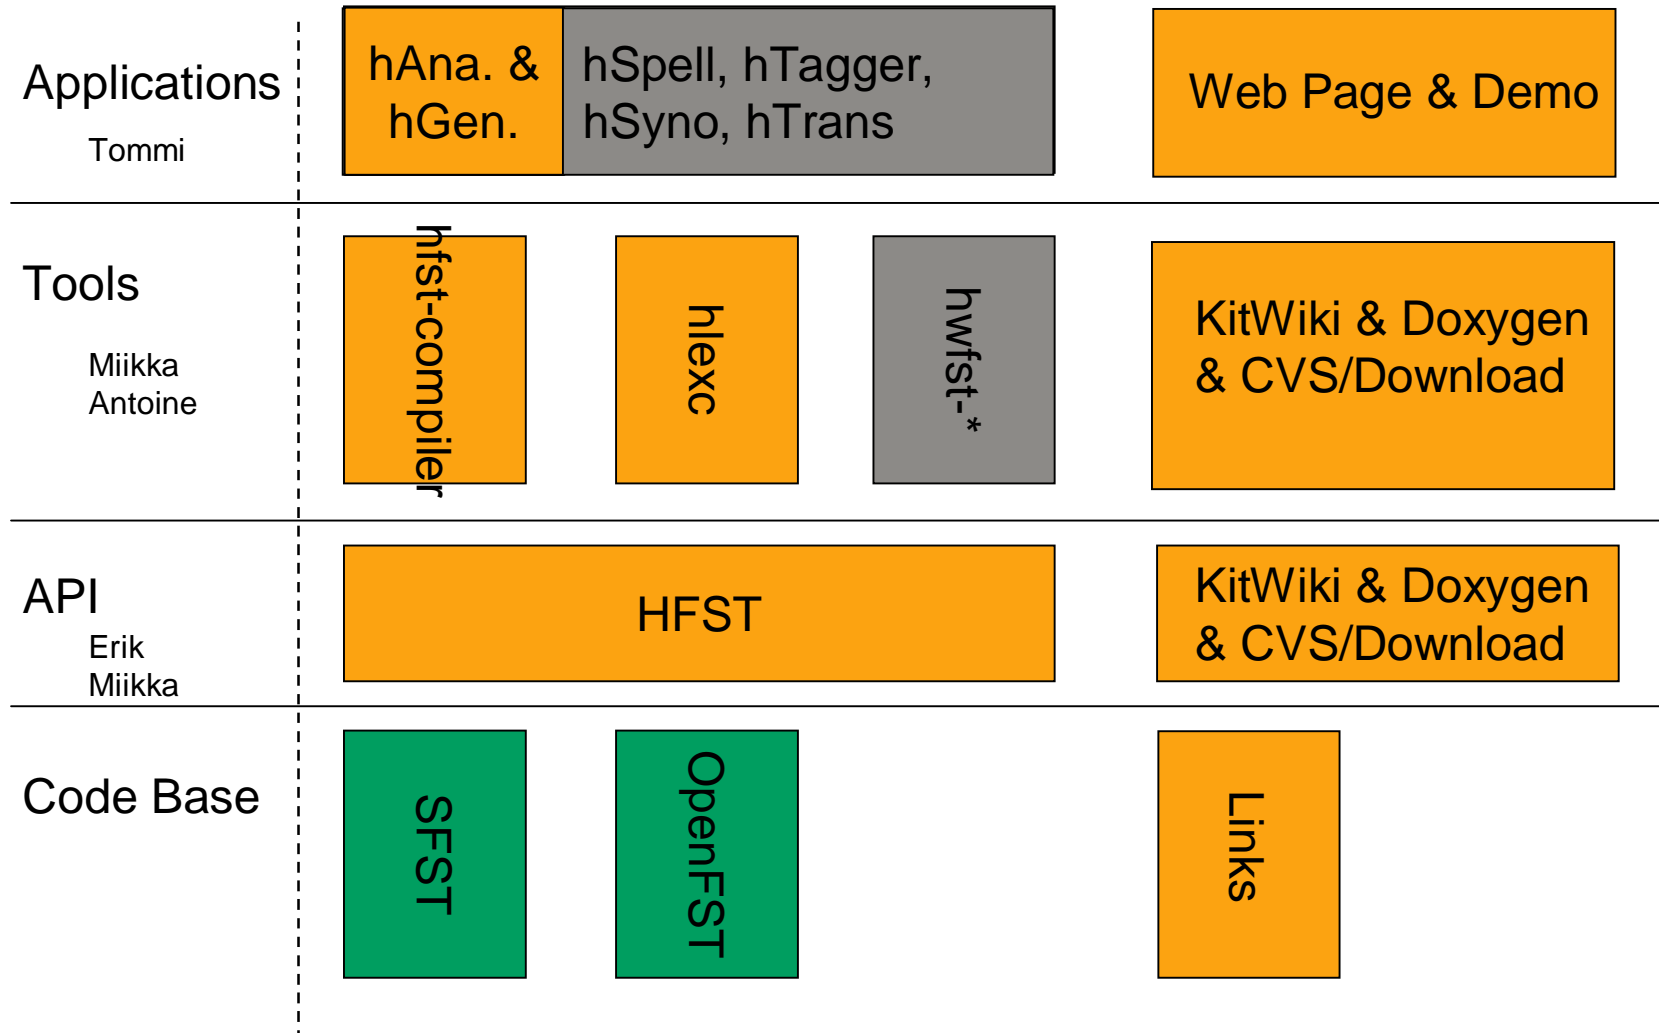 Applications
Tommi
hAna. &
hGen.
hSpell, hTagger,
hSyno, hTrans
Web Page & Demo
Tools
Miikka
Antoine
hfst-compiler
hlexc
hwfst-*
KitWiki & Doxygen
& CVS/Download
API
Erik
Miikka
HFST
KitWiki & Doxygen
& CVS/Download
Code Base
SFST
OpenFST
Links